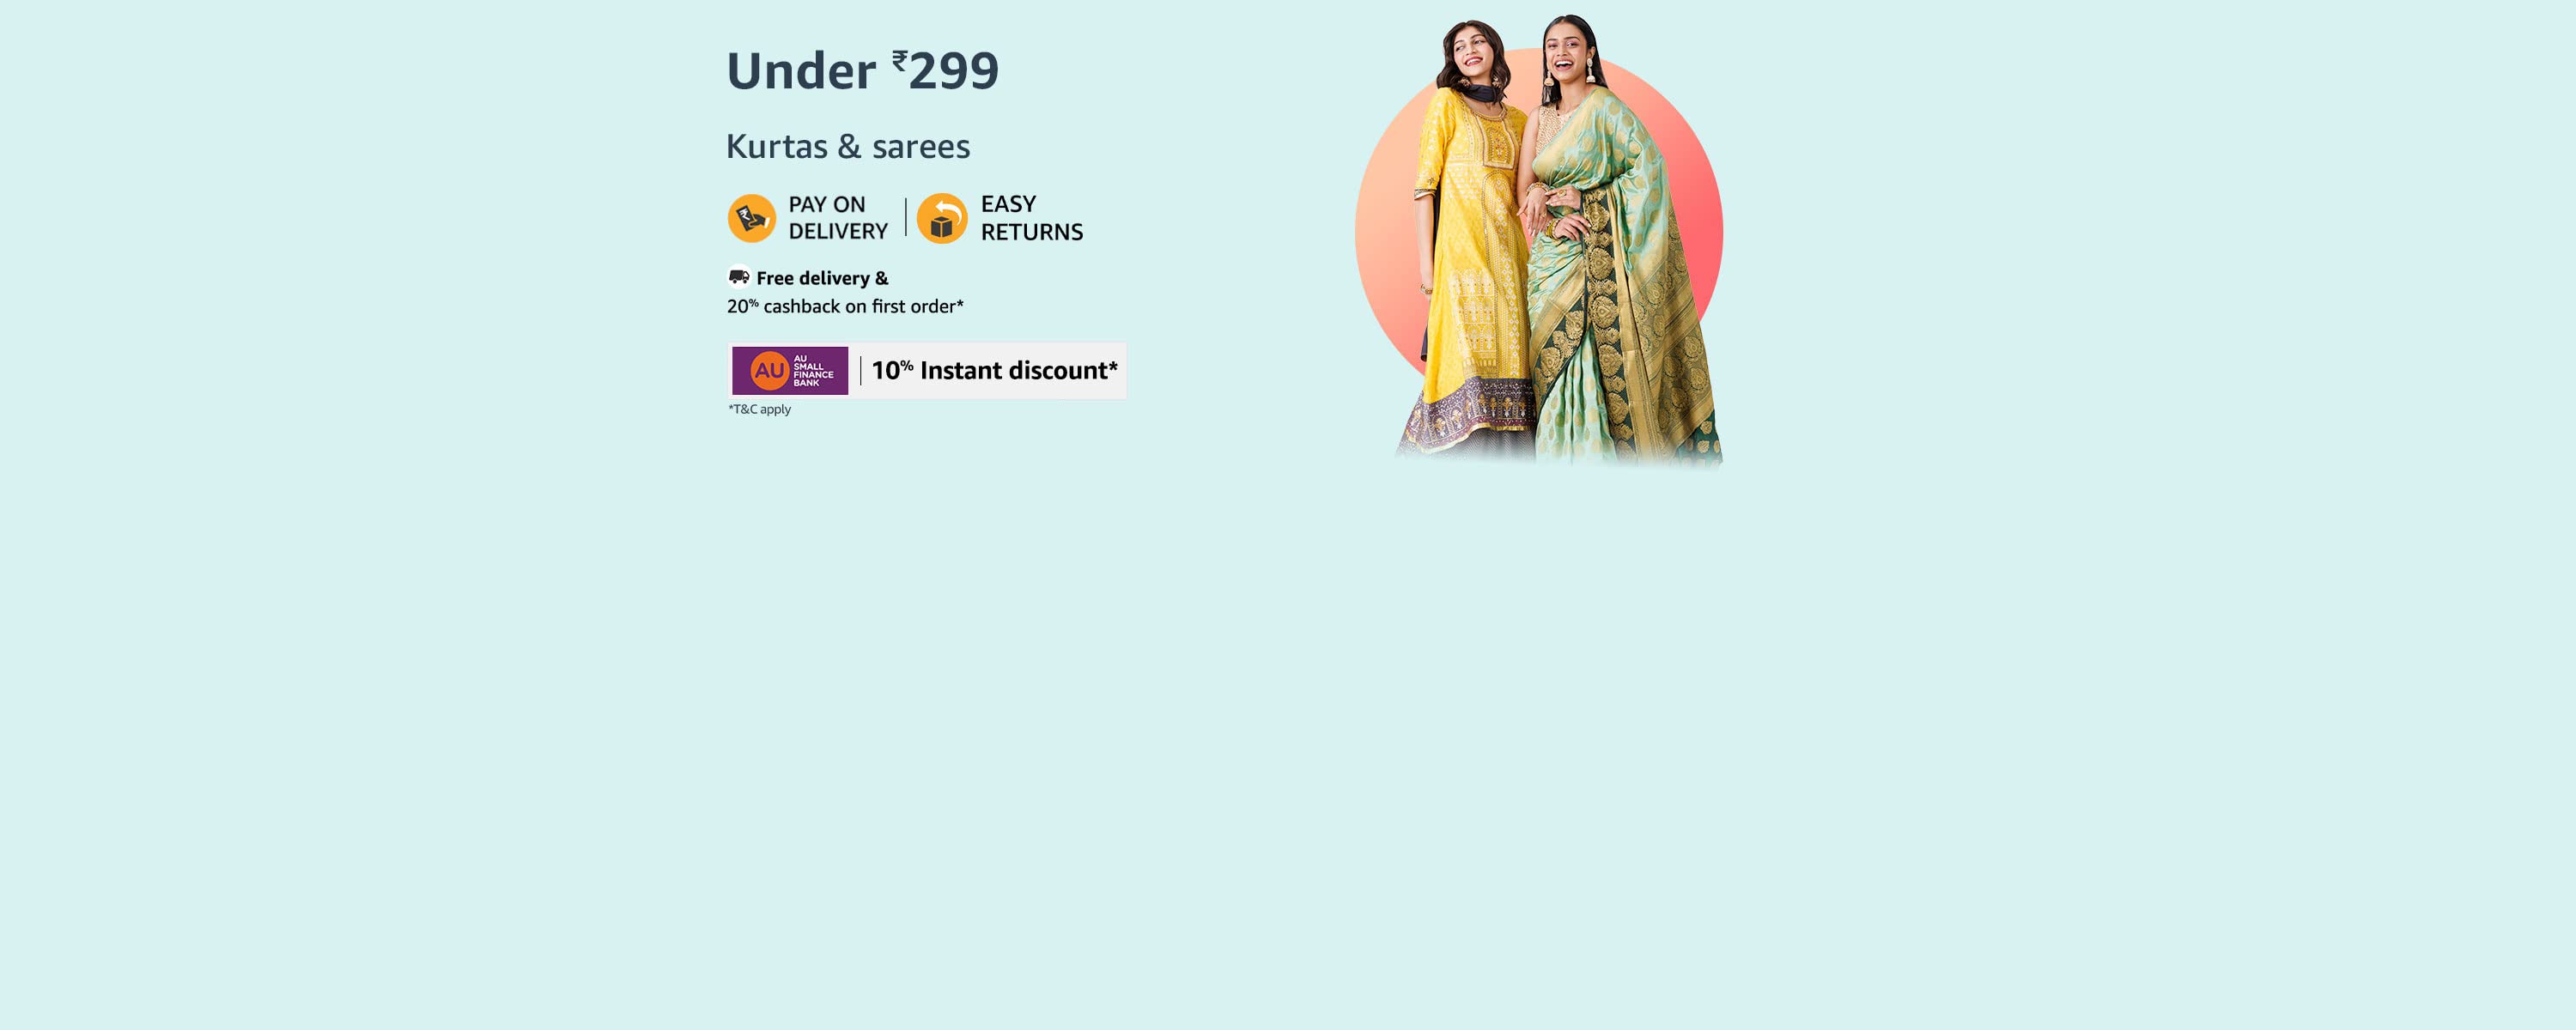 Under ₹299
Kurtas & sarees
PAY ON
DELIVERY
EASY
RETURNS
Free delivery &
20% cashback on first order*
AU
AU
SMALL
FINANCE
BANK
10% Instant discount*
*T&C apply